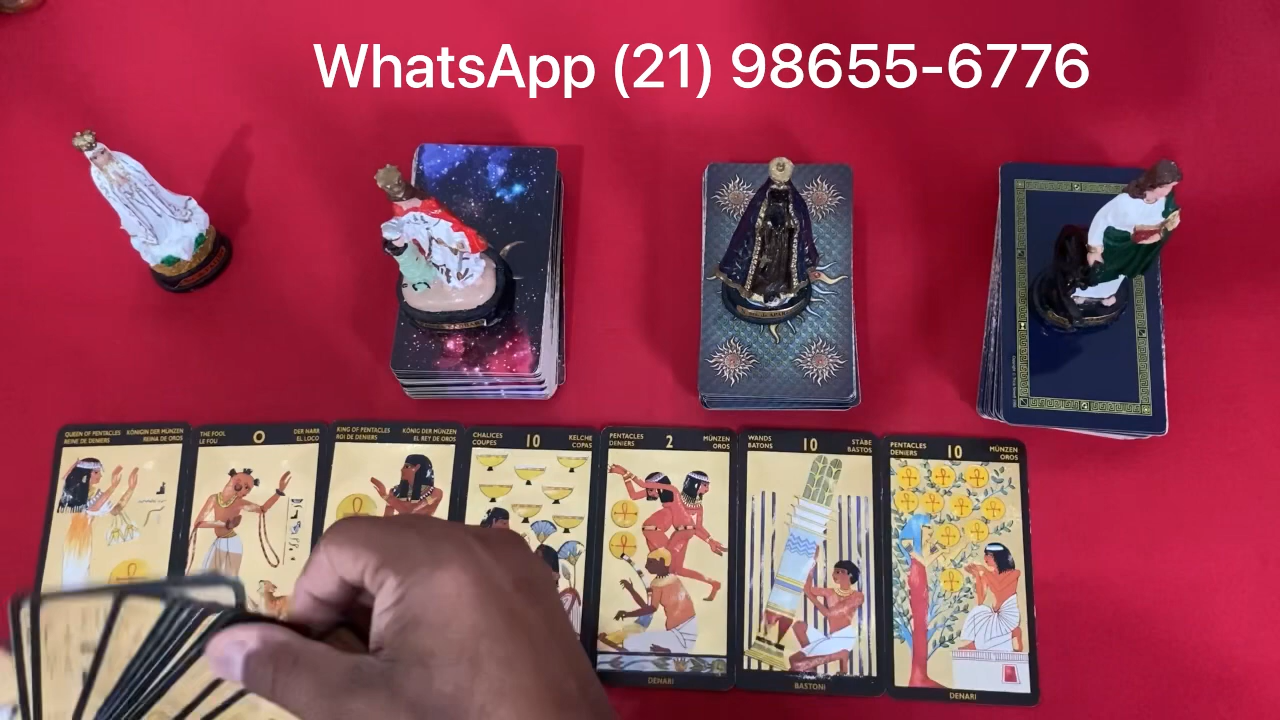 WhatsApp (21) 98655-6776
QUEEN OF PENTACLES KÖNIGIN DER MÜNZEN
REINE DE DENIERS REINA DE OROS
THE FOOL 0 DER NARR
LE FOU EL LOCO
KING OF PENTACLES KÖNIG DER MÜNZEN
ROI DE DENIERS EL REY DE OROS
CHALICES 10 KELCHE
COUPES COPAS
PENTACLES 2 MÜNZEN
DENIERS OROS
DENARI
WANDS 10 STÄBE
BATONS BASTOS
BASTONI
PENTACLES 10 MÜNZEN
DENIERS OROS
DENARI